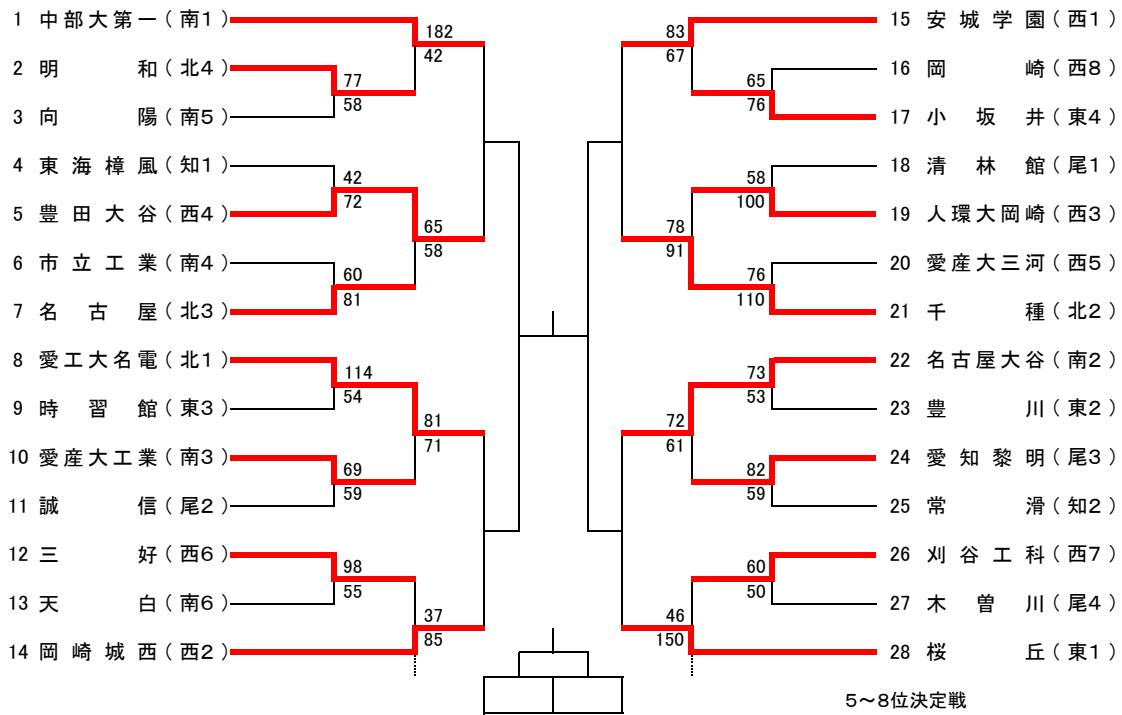 1 中部大第一(南1)
2 明和(北4)
3 向陽(南5)
4 東海樟風(知1)
5 豊田大谷(西4)
6 市立工業(南4)
7 名古屋(北3)
8 愛工大名電(北1)
9 時習館(東3)
10 愛産大工業(南3)
11 誠信(尾2)
12 三好(西6)
13 天白(南6)
14 岡崎城西(西2)
182
42
77
58
42
72
65
58
60
81
114
54
81
71
69
59
98
55
37
85
83
67
65
76
58
100
78
91
76
110
73
53
72
61
82
59
60
50
46
150
15 安城学園(西1)
16 岡崎(西8)
17 小坂井(東4)
18 清林館(尾1)
19 人環大岡崎(西3)
20 愛産大三河(西5)
21 千種(北2)
22 名古屋大谷(南2)
23 豊川(東2)
24 愛知黎明(尾3)
25 常滑(知2)
26 刈谷工科(西7)
27 木曽川(尾4)
28 桜丘(東1)
5～8位決定戦